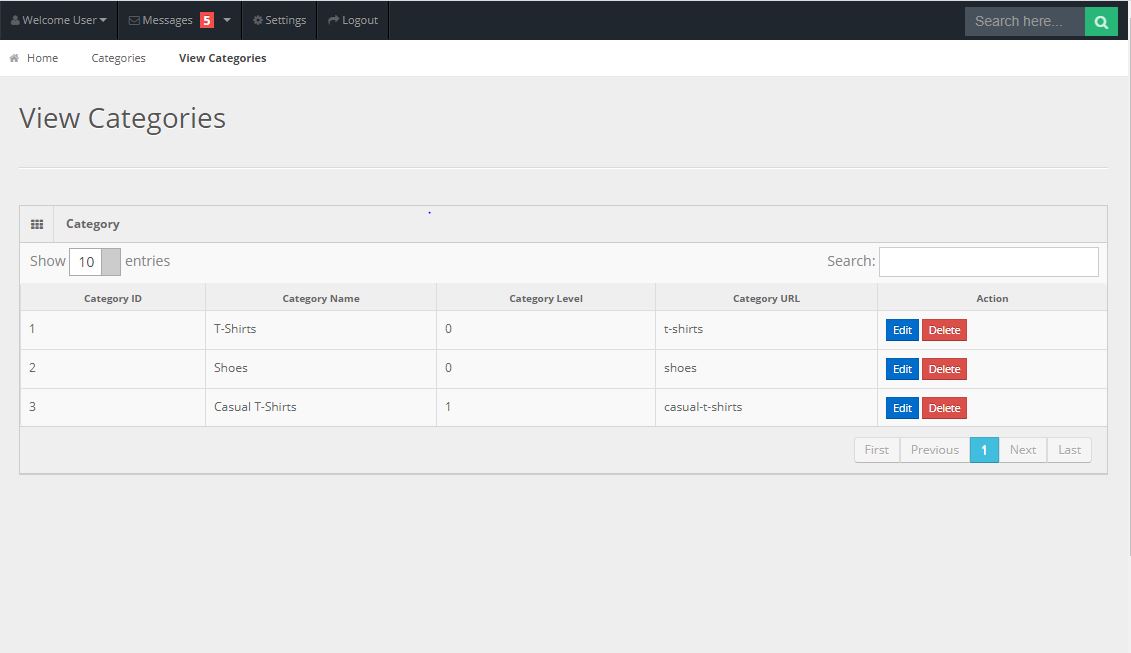 Welcome User Messages 5 Settings Logout Search here...
Home Categories View Categories
View Categories
Category
Show 10 entries Search:
Category ID Category Name Category Level Category URL Action
1 T-Shirts 0 t-shirts Edit Delete
2 Shoes 0 shoes Edit Delete
3 Casual T-Shirts 1 casual-t-shirts Edit Delete
First Previous 1 Next Last